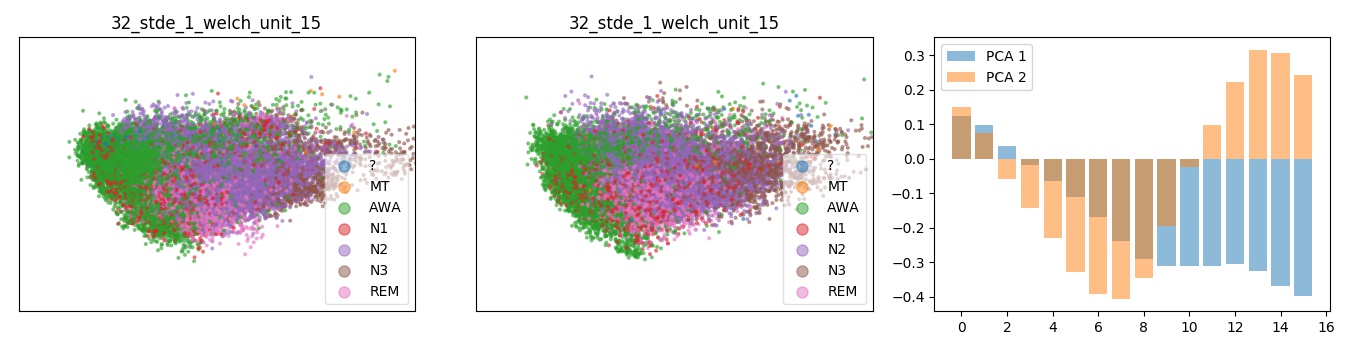 32_stde_1_welch_unit_15
?
MT
AWA
N1
N2
N3
REM
32_stde_1_welch_unit_15
?
MT
AWA
N1
N2
N3
REM
PCA 1
PCA 2
0.3
0.2
0.1
0.0
−0.1
−0.2
−0.3
−0.4
0 2 4 6 8 10 12 14 16